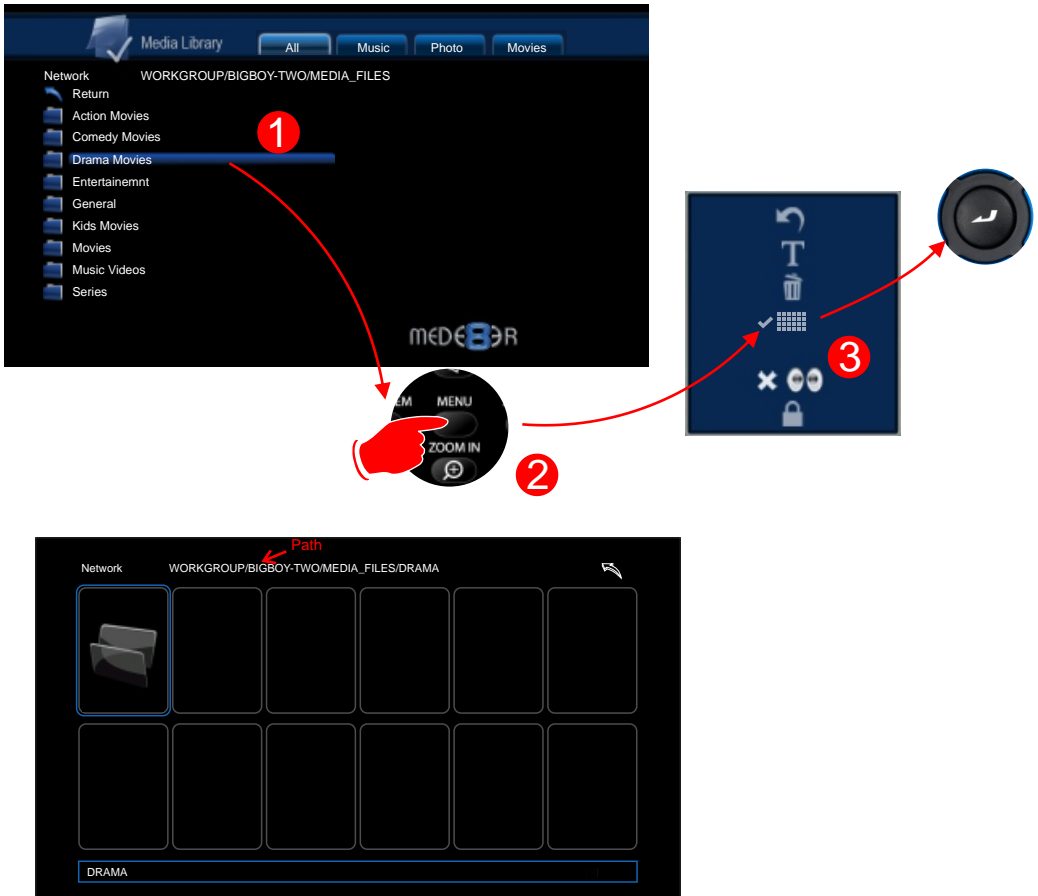 Media Library
All Music Photo Movies
Network WORKGROUP/BIGBOY-TWO/MEDIA_FILES
Return
Action Movies
Comedy Movies
1
Drama Movies
Entertainemnt
General
Kids Movies
Movies
Music Videos
Series
MEDE8ER
T
3
EM MENU
ZOOM IN
2
Path
Network WORKGROUP/BIGBOY-TWO/MEDIA_FILES/DRAMA
DRAMA